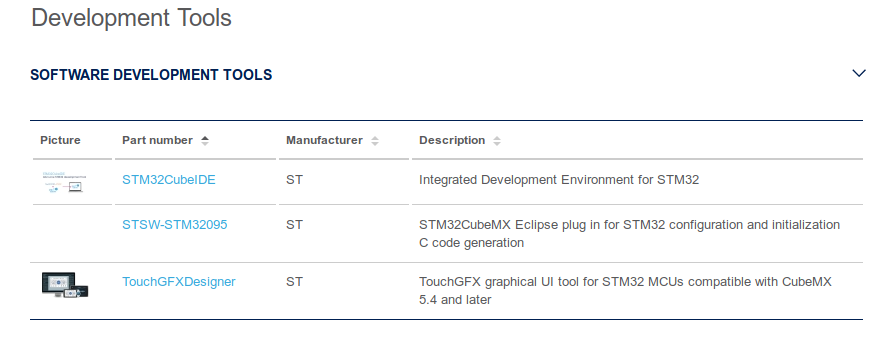 Development Tools
SOFTWARE DEVELOPMENT TOOLS
Picture Part number Manufacturer Description
STM32CubeIDE ST Integrated Development Environment for STM32
STSW-STM32095 ST STM32CubeMX Eclipse plug in for STM32 configuration and initialization
C code generation
TouchGFXDesigner ST TouchGFX graphical UI tool for STM32 MCUs compatible with CubeMX
5.4 and later